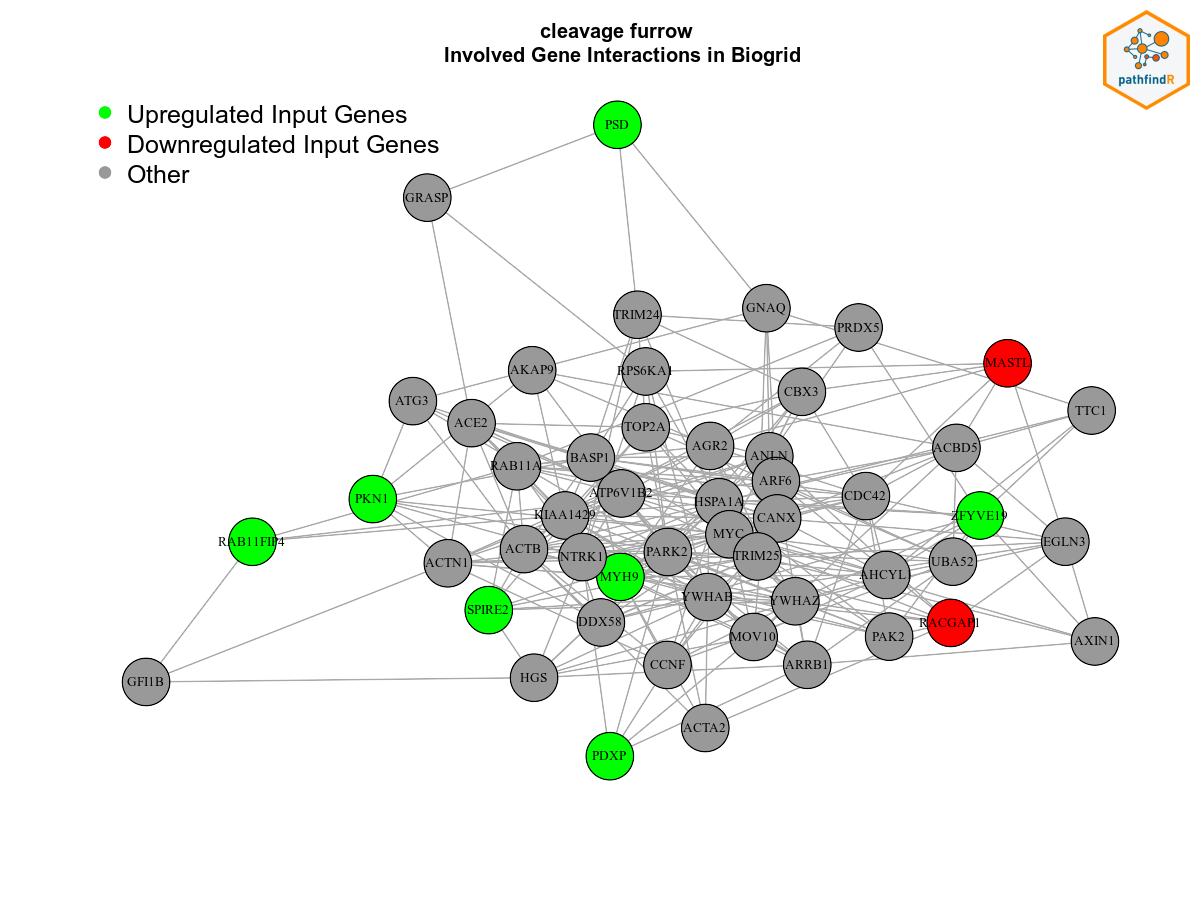 cleavage furrow
Involved Gene Interactions in Biogrid
pathfindR
Upregulated Input Genes
Downregulated Input Genes
Other
PSD
GRASP
TRIM24
GNAQ
PRDX5
MASTL
AKAP9
RPS6KA1
CBX3
ATG3
TTC1
ACE2
TOP2A
AGR2
ACBD5
BASP1
ANLN
RAB11A
ARF6
PKN1
ATP6V1B2
HSPA1A
CDC42
KIAA1429
CANX
ZFYVE19
MYC
RAB11FIP4
EGLN3
ACTB
PARK2
NTRK1
TRIM25
ACTN1
UBA52
MYH9
AHCYL
SPIRE2
YWHAB
YWHAZ
DDX58
RACGAP1
MOV10
PAK2
AXIN1
CCNF
ARRB1
HGS
GFI1B
ACTA2
PDXP